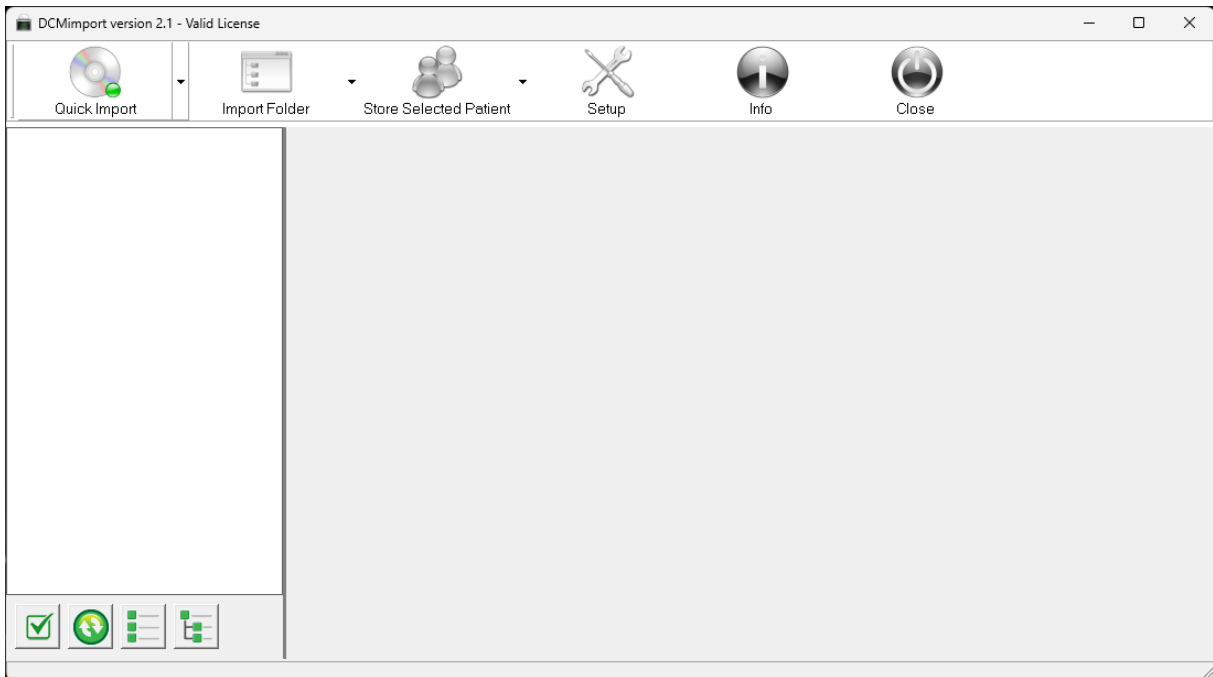 DCMimport version 2.1 - Valid License
Quick Import
Import Folder
Store Selected Patient
Setup
Info
Close